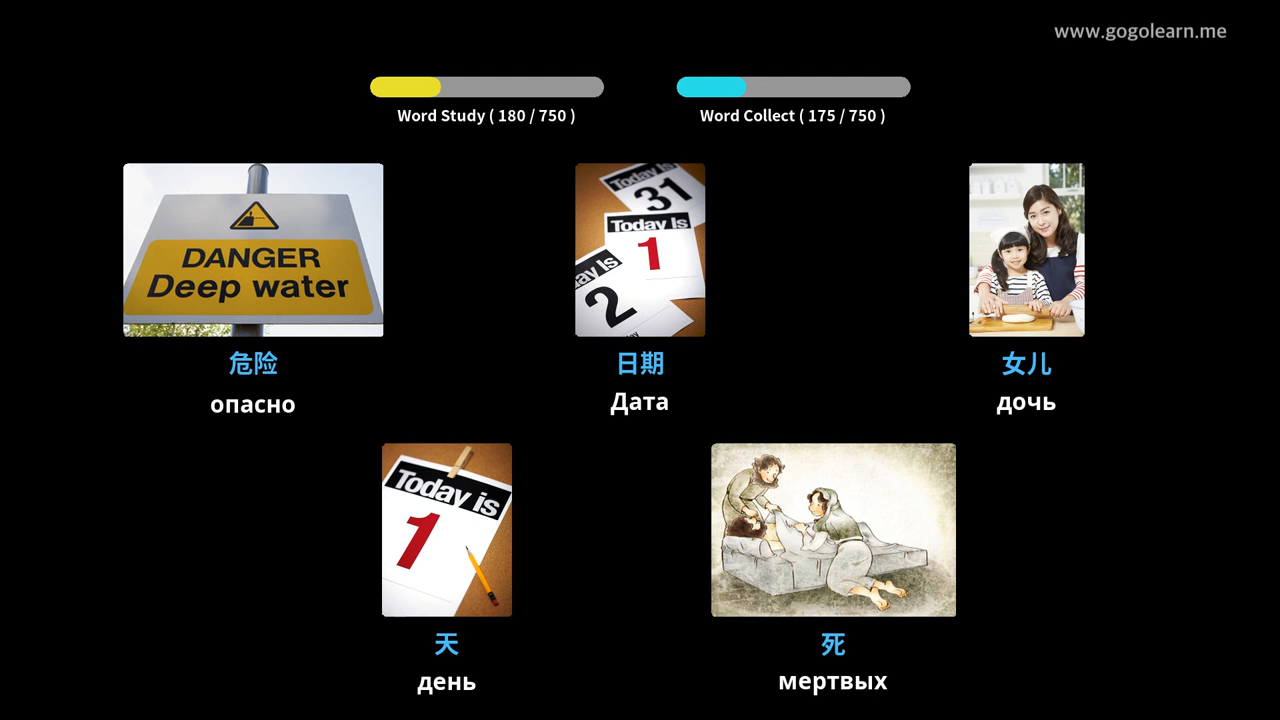 www.gogolearn.me
Word Study ( 180 / 750 )
Word Collect ( 175 / 750 )
DANGER
Deep water
Today Is
31
Today Is
1
ay Is
2
危险
опасно
日期
Дата
女儿
дочь
Today is
1
天
день
死
мертвых